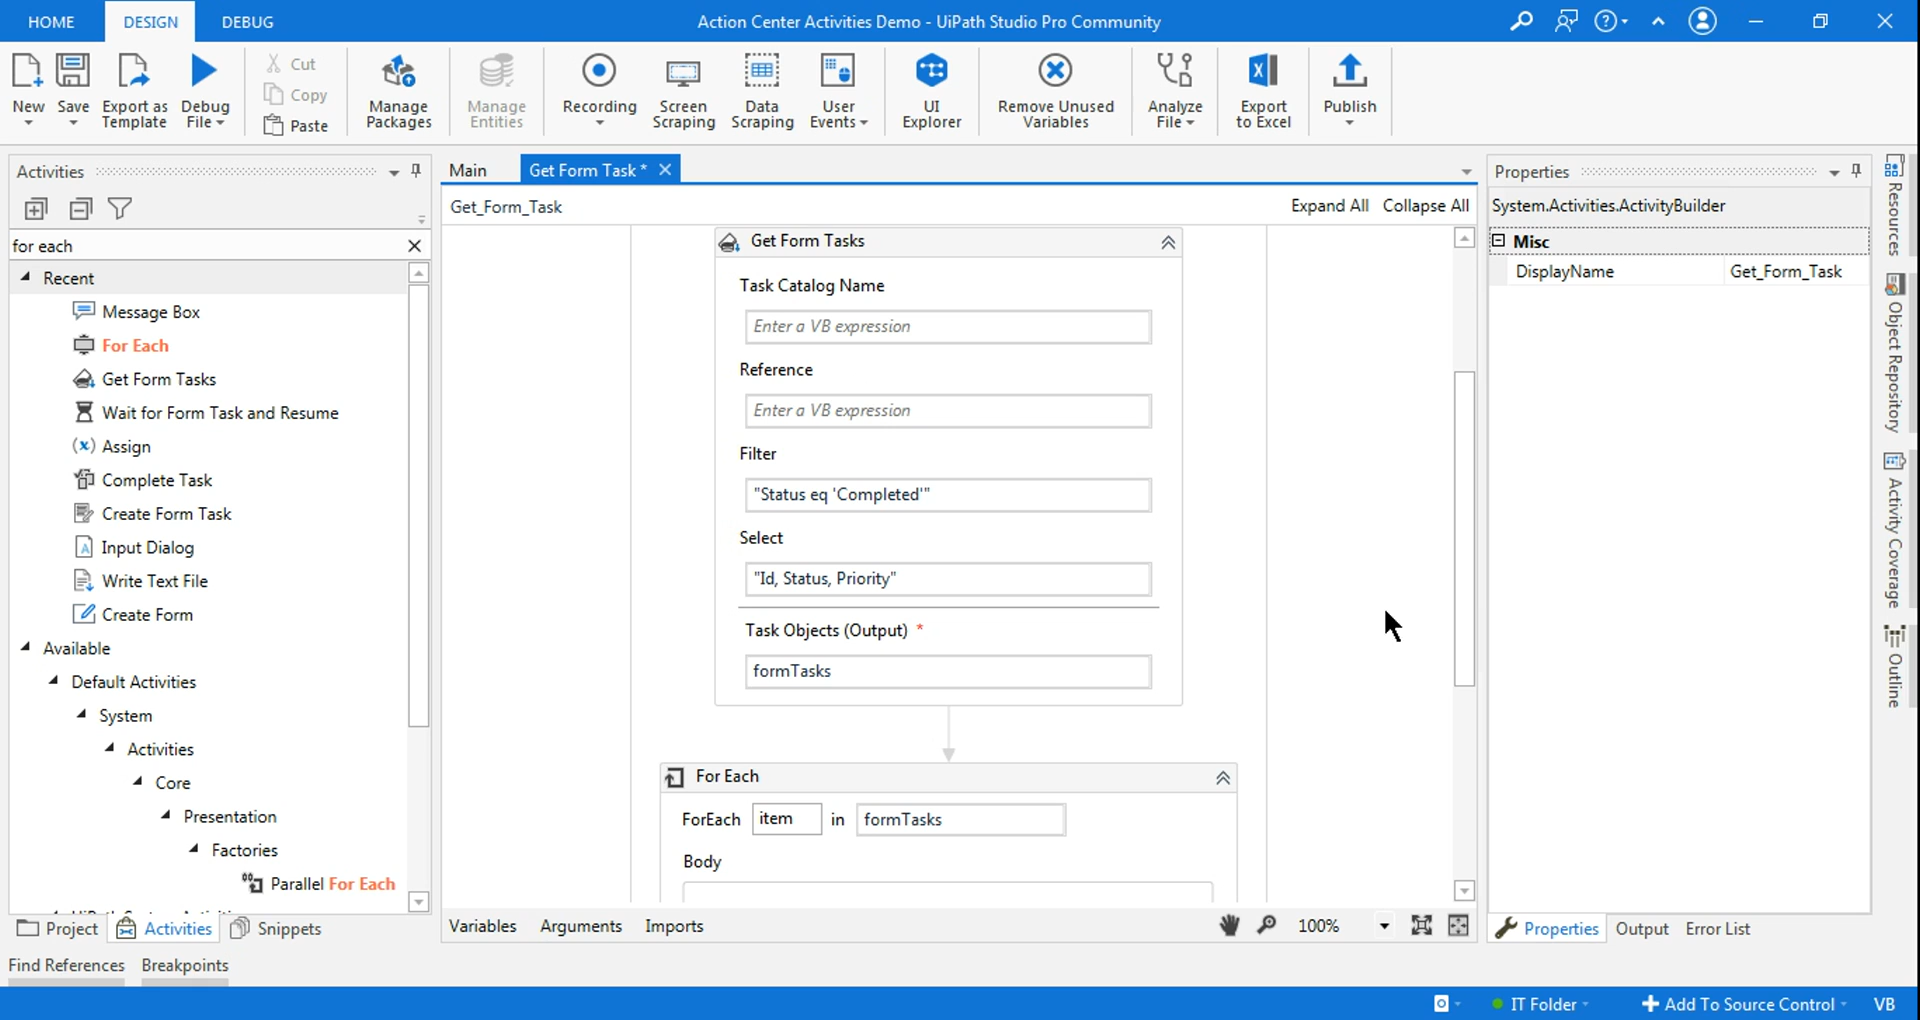 HOME DESIGN DEBUG Action Center Activities Demo - UiPath Studio Pro Community
New Save Export as Template Debug File Cut Copy Paste Manage Packages Manage Entities Recording Screen Scraping Data Scraping User Events UI Explorer Remove Unused Variables Analyze File Export to Excel Publish
Activities
for each
Recent
Message Box
For Each
Get Form Tasks
Wait for Form Task and Resume
Assign
Complete Task
Create Form Task
Input Dialog
Write Text File
Create Form
Available
Default Activities
System
Activities
Core
Presentation
Factories
Parallel For Each
Project Activities Snippets
Main Get Form Task *
Get_Form_Task Expand All Collapse All
Get Form Tasks
Task Catalog Name
Enter a VB expression
Reference
Enter a VB expression
Filter
"Status eq 'Completed'"
Select
"Id, Status, Priority"
Task Objects (Output) *
formTasks
For Each
ForEach item in formTasks
Body
Variables Arguments Imports 100%
Properties
System.Activities.ActivityBuilder
Misc
DisplayName Get_Form_Task
Properties Output Error List
Resources
Object Repository
Activity Coverage
Outline
Find References Breakpoints
IT Folder Add To Source Control VB